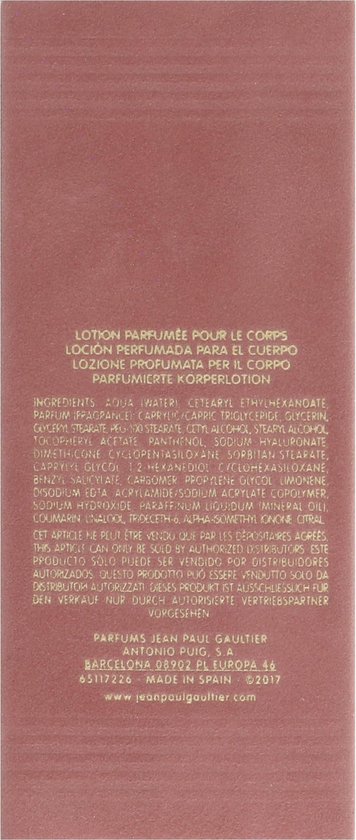 LOTION PARFUMÉE POUR LE CORPS
LOCIÓN PERFUMADA PARA EL CUERPO
LOZIONE PROFUMATA PER IL CORPO
PARFUMIERTE KÖRPERLOTION
INGREDIENTS: AQUA (WATER), CETEARYL ETHYLHEXANOATE,
PARFUM (FRAGRANCE), CAPRYLIC/CAPRIC TRIGLYCERIDE, GLYCERIN,
GLYCERYL STEARATE, PEG-100 STEARATE, CETYL ALCOHOL, STEARYL ALCOHOL,
TOCOPHERYL ACETATE, PANTHENOL, SODIUM HYALURONATE,
DIMETHICONE, CYCLOPENTASILOXANE, SORBITAN STEARATE,
CAPRYLYL GLYCOL, 1,2-HEXANEDIOL, CYCLOHEXASILOXANE,
BENZYL SALICYLATE, CARBOMER, PROPYLENE GLYCOL, LIMONENE,
DISODIUM EDTA, ACRYLAMIDE/SODIUM ACRYLATE COPOLYMER,
SODIUM HYDROXIDE, PARAFFINUM LIQUIDUM (MINERAL OIL),
COUMARIN, LINALOOL, TRIDECETH-6, ALPHA-ISOMETHYL IONONE, CITRAL.
CET ARTICLE NE PEUT ÊTRE VENDU QUE PAR LES DÉPOSITAIRES AGRÉÉS.
THIS ARTICLE CAN ONLY BE SOLD BY AUTHORIZED DISTRIBUTORS. ESTE
PRODUCTO SÓLO PUEDE SER VENDIDO POR DISTRIBUIDORES
AUTORIZADOS. QUESTO PRODOTTO PUÒ ESSERE VENDUTO SOLO DA
DISTRIBUTORI AUTORIZZATI. DIESES PRODUKT IST AUSSCHLIESSLICH FÜR
DEN VERKAUF NUR DURCH AUTORISIERTE VERTRIEBSPARTNER
VORGESEHEN.
PARFUMS JEAN PAUL GAULTIER
ANTONIO PUIG, S.A.
BARCELONA 08902 PL EUROPA 46
65117226 - MADE IN SPAIN - ©2017
www.jeanpaulgaultier.com